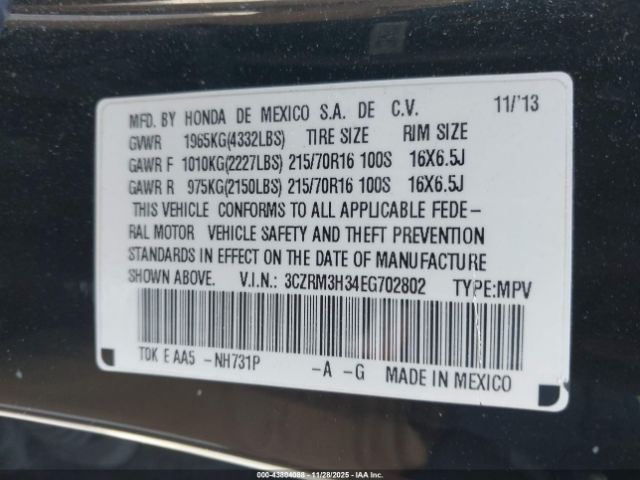 MFD. BY HONDA DE MEXICO S.A. DE C.V. 11/'13
GVWR 1965KG(4332LBS) TIRE SIZE RIM SIZE
GAWR F 1010KG(2227LBS) 215/70R16 100S 16X6.5J
GAWR R 975KG(2150LBS) 215/70R16 100S 16X6.5J
THIS VEHICLE CONFORMS TO ALL APPLICABLE FEDE-
RAL MOTOR VEHICLE SAFETY AND THEFT PREVENTION
STANDARDS IN EFFECT ON THE DATE OF MANUFACTURE
SHOWN ABOVE. V.I.N.: 3CZRM3H34EG702802 TYPE:MPV
T0K E AA5 -NH731P -A -G MADE IN MEXICO
000-43804088 - 11/28/2025 - IAAI.COM